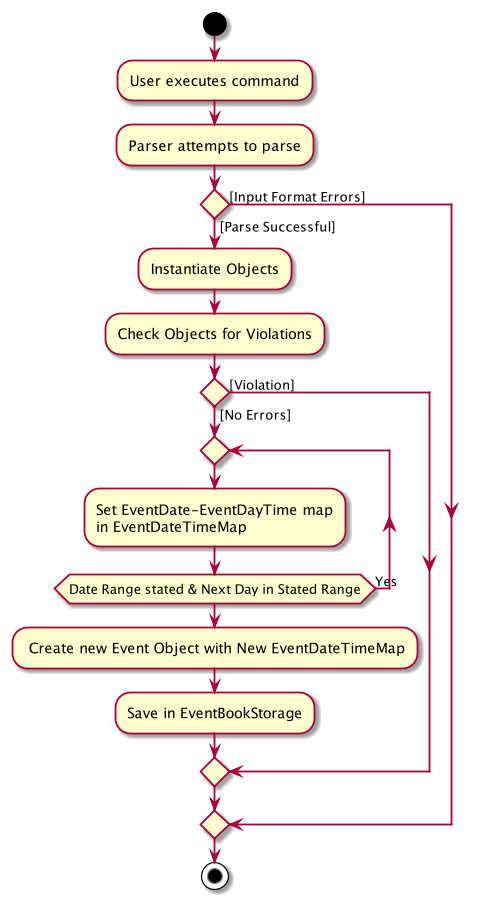 User executes command
Parser attempts to parse
[Input Format Errors]
[Parse Successful]
Instantiate Objects
Check Objects for Violations
[Violation]
[No Errors]
Set EventDate-EventDayTime map
in EventDateTimeMap
Date Range stated & Next Day in Stated Range
Yes
Create new Event Object with New EventDateTimeMap
Save in EventBookStorage